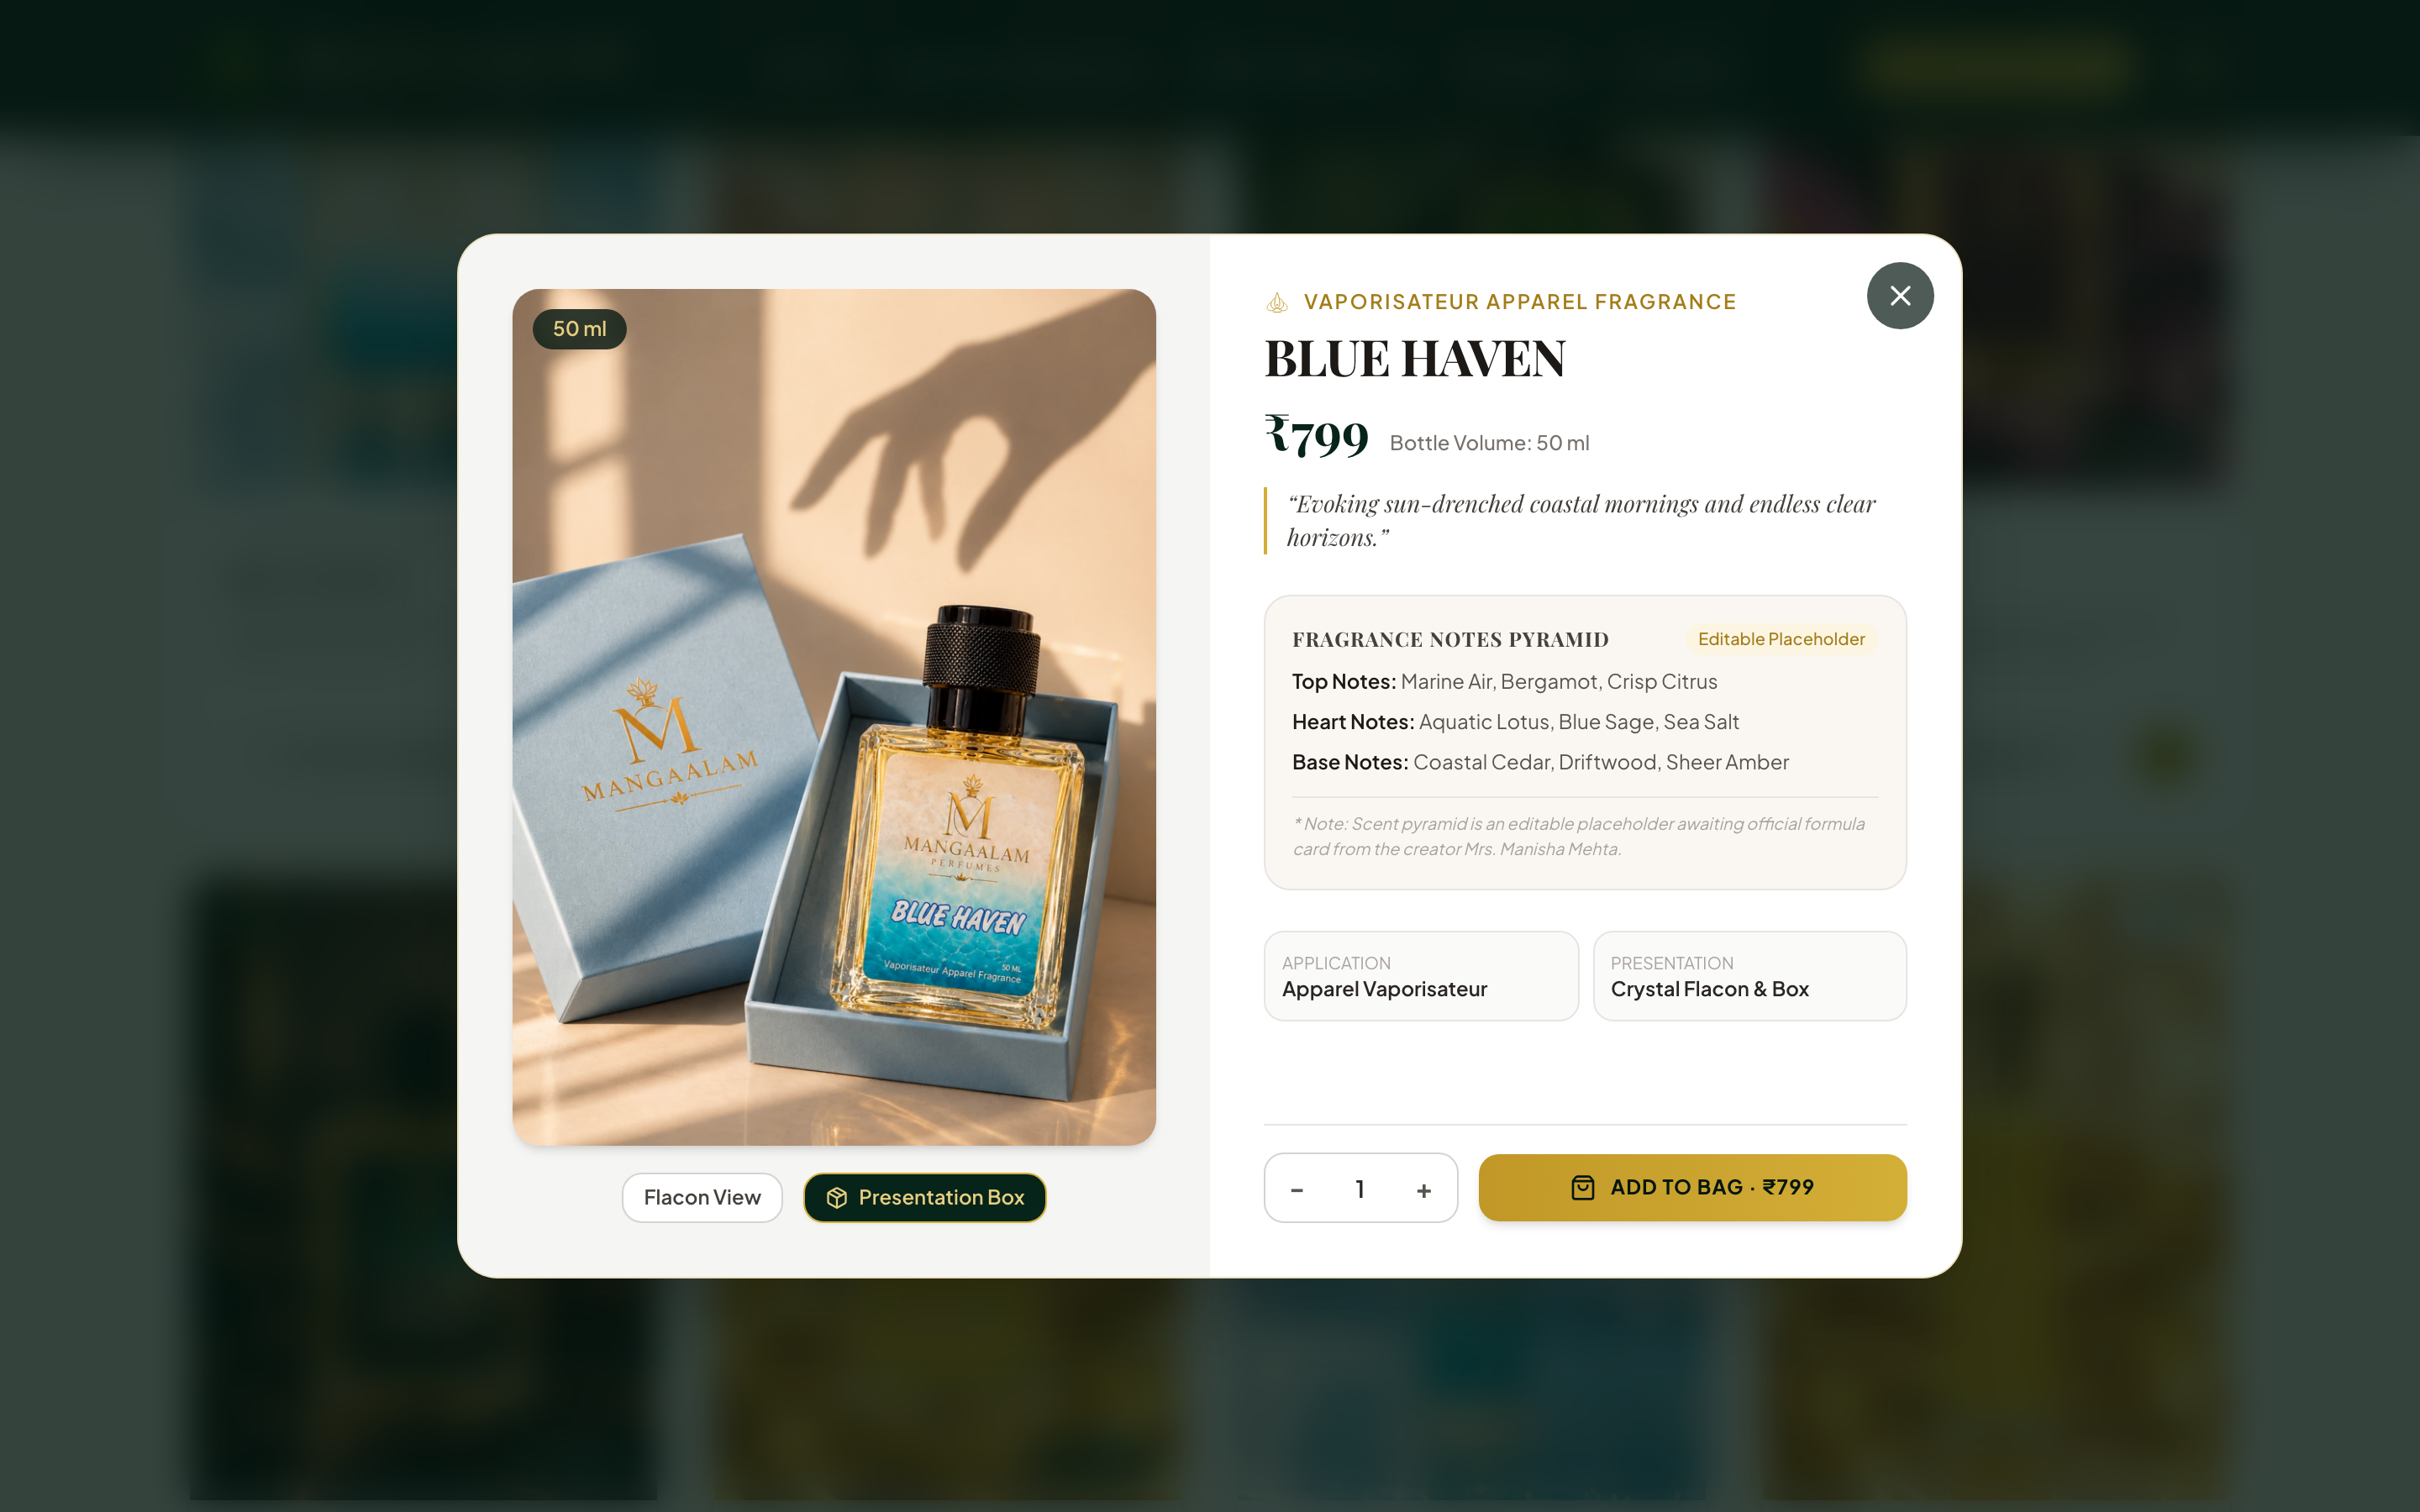 50 ml
M
MANGAALAM
M
MANGAALAM
PERFUMES
BLUE HAVEN
50 ML
Vaporisateur Apparel Fragrance
Flacon View
Presentation Box
VAPORISATEUR APPAREL FRAGRANCE
BLUE HAVEN
₹799 Bottle Volume: 50 ml
“Evoking sun-drenched coastal mornings and endless clear
horizons.”
FRAGRANCE NOTES PYRAMID Editable Placeholder
Top Notes: Marine Air, Bergamot, Crisp Citrus
Heart Notes: Aquatic Lotus, Blue Sage, Sea Salt
Base Notes: Coastal Cedar, Driftwood, Sheer Amber
* Note: Scent pyramid is an editable placeholder awaiting official formula
card from the creator Mrs. Manisha Mehta.
APPLICATION
Apparel Vaporisateur
PRESENTATION
Crystal Flacon & Box
− 1 +
ADD TO BAG · ₹799